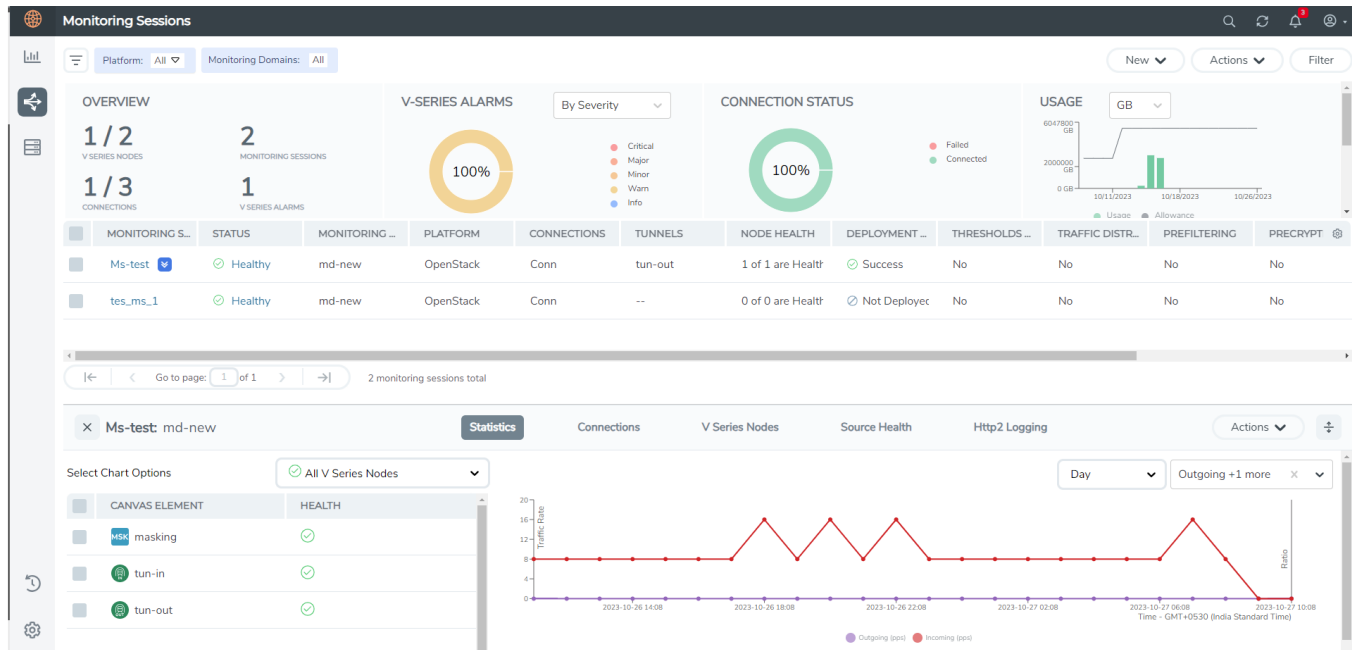 Monitoring Sessions
3
Platform: All
Monitoring Domains: All
New
Actions
Filter
OVERVIEW
1 / 2
V SERIES NODES
2
MONITORING SESSIONS
1 / 3
CONNECTIONS
1
V SERIES ALARMS
V-SERIES ALARMS
By Severity
100%
Critical
Major
Minor
Warn
Info
CONNECTION STATUS
100%
Failed
Connected
USAGE
GB
6047800
GB
2000000
GB
0 GB
10/11/2023 10/18/2023 10/26/2023
Usage Allowance
MONITORING S... STATUS MONITORING ... PLATFORM CONNECTIONS TUNNELS NODE HEALTH DEPLOYMENT ... THRESHOLDS ... TRAFFIC DISTR... PREFILTERING PRECRYPT
Ms-test Healthy md-new OpenStack Conn tun-out 1 of 1 are Health Success No No No No
tes_ms_1 Healthy md-new OpenStack Conn -- 0 of 0 are Health Not Deployec No No No No
Go to page: 1 of 1
2 monitoring sessions total
Ms-test: md-new
Statistics
Connections
V Series Nodes
Source Health
Http2 Logging
Actions
Select Chart Options
All V Series Nodes
Day
Outgoing +1 more
CANVAS ELEMENT HEALTH
MSK masking
tun-in
tun-out
Traffic Rate
20
16
12
8
4
0
Ratio
2023-10-26 14:08 2023-10-26 18:08 2023-10-26 22:08 2023-10-27 02:08 2023-10-27 06:08 2023-10-27 10:08
Time - GMT+0530 (India Standard Time)
Outgoing (pps) Incoming (pps)